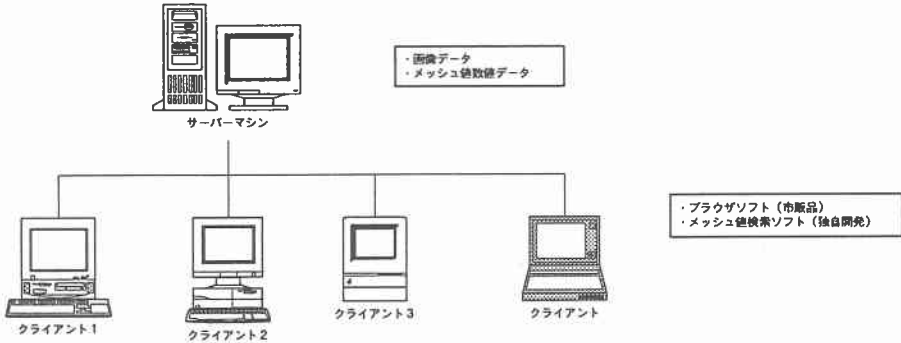 ・画像データ
・メッシュ値数値データ
サーバーマシン
・ブラウザソフト（市販品）
・メッシュ値検索ソフト（独自開発）
クライアント1
クライアント2
クライアント3
クライアント